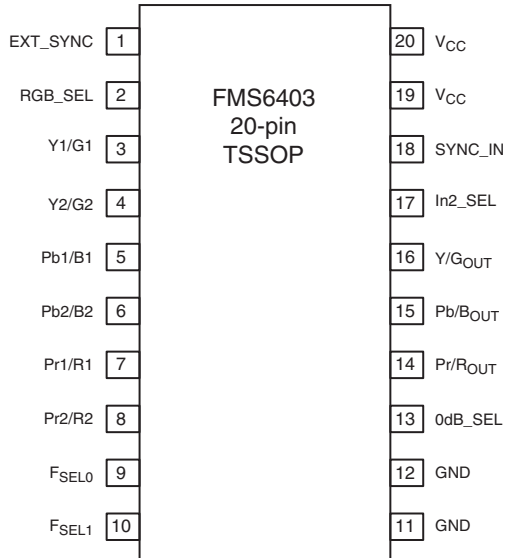 EXT_SYNC 1
RGB_SEL 2
Y1/G1 3
Y2/G2 4
Pb1/B1 5
Pb2/B2 6
Pr1/R1 7
Pr2/R2 8
FSEL0 9
FSEL1 10
FMS6403
20-pin
TSSOP
20 VCC
19 VCC
18 SYNC_IN
17 In2_SEL
16 Y/GOUT
15 Pb/BOUT
14 Pr/ROUT
13 0dB_SEL
12 GND
11 GND